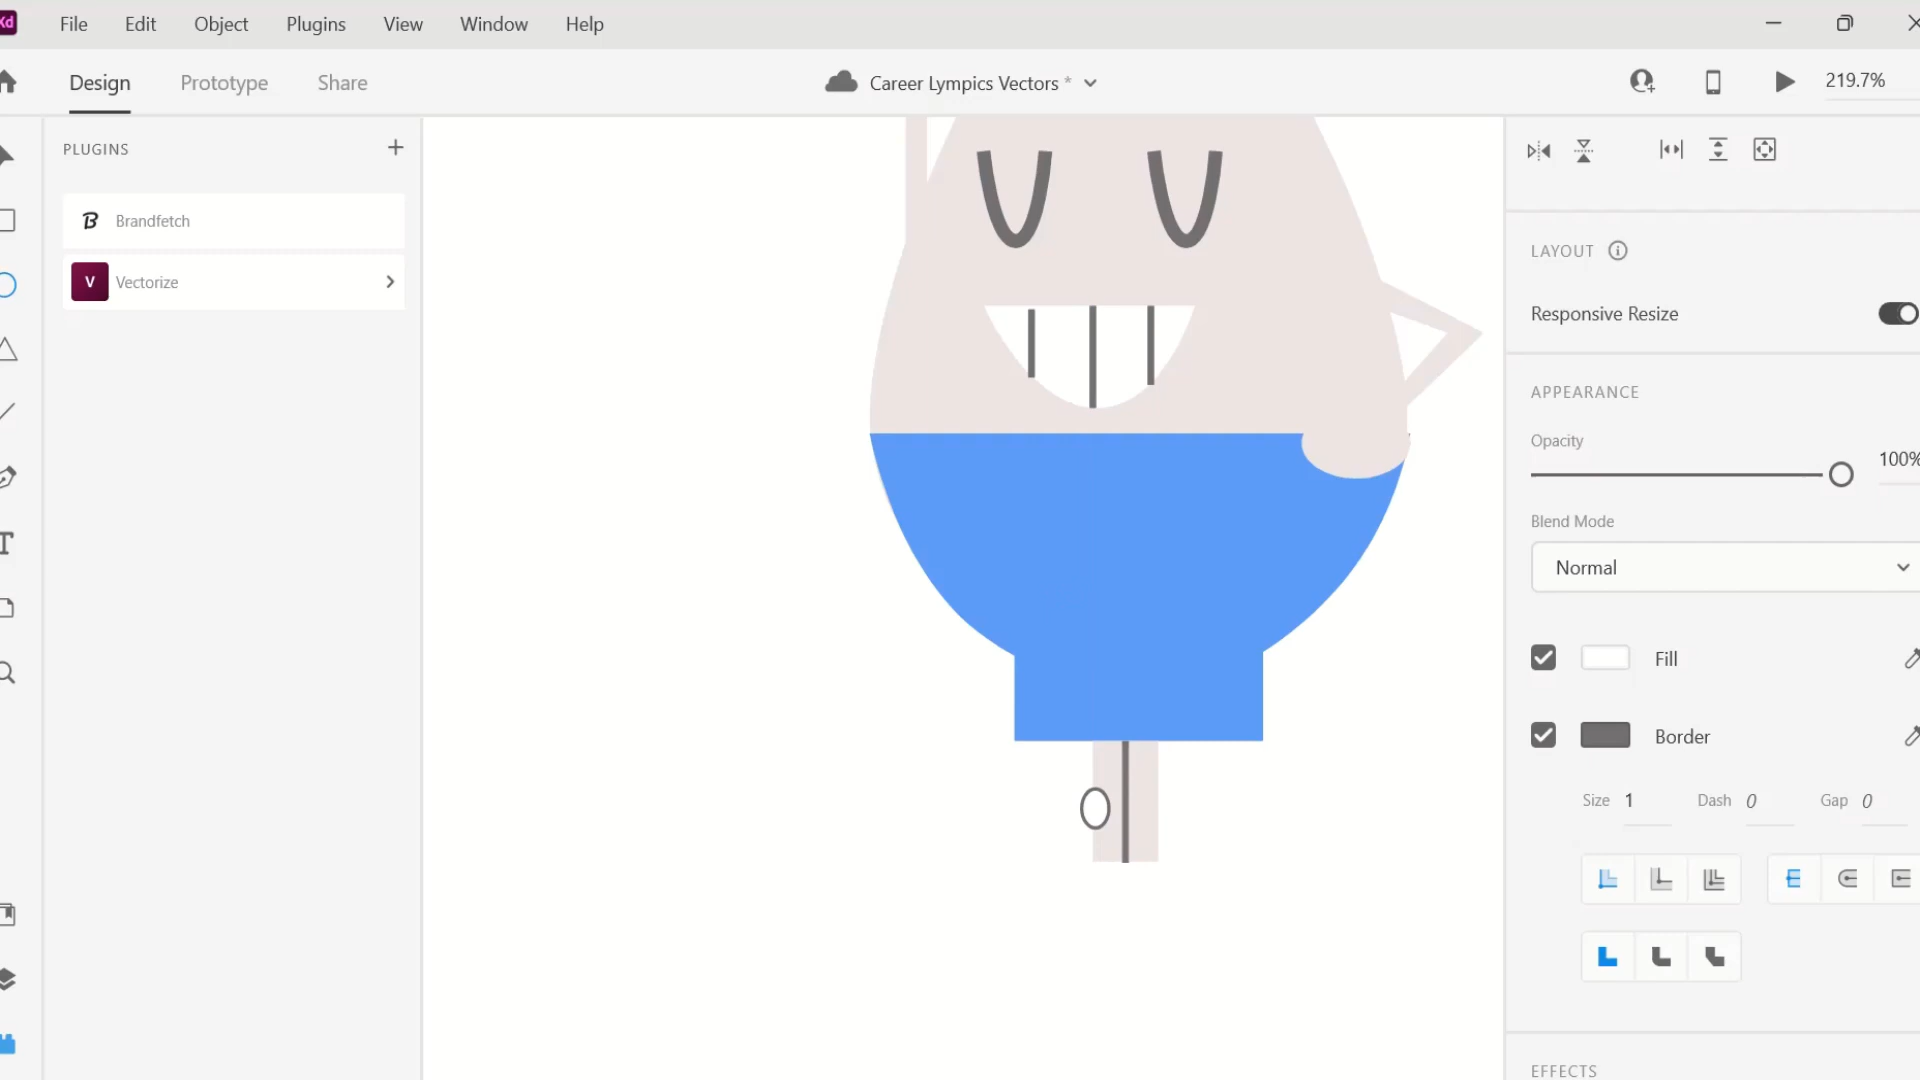 Xd File Edit Object Plugins View Window Help
Design Prototype Share Career Lympics Vectors * 219.7%
PLUGINS +
B Brandfetch
V Vectorize
LAYOUT
Responsive Resize
APPEARANCE
Opacity
100%
Blend Mode
Normal
Fill
Border
Size 1 Dash 0 Gap 0
EFFECTS